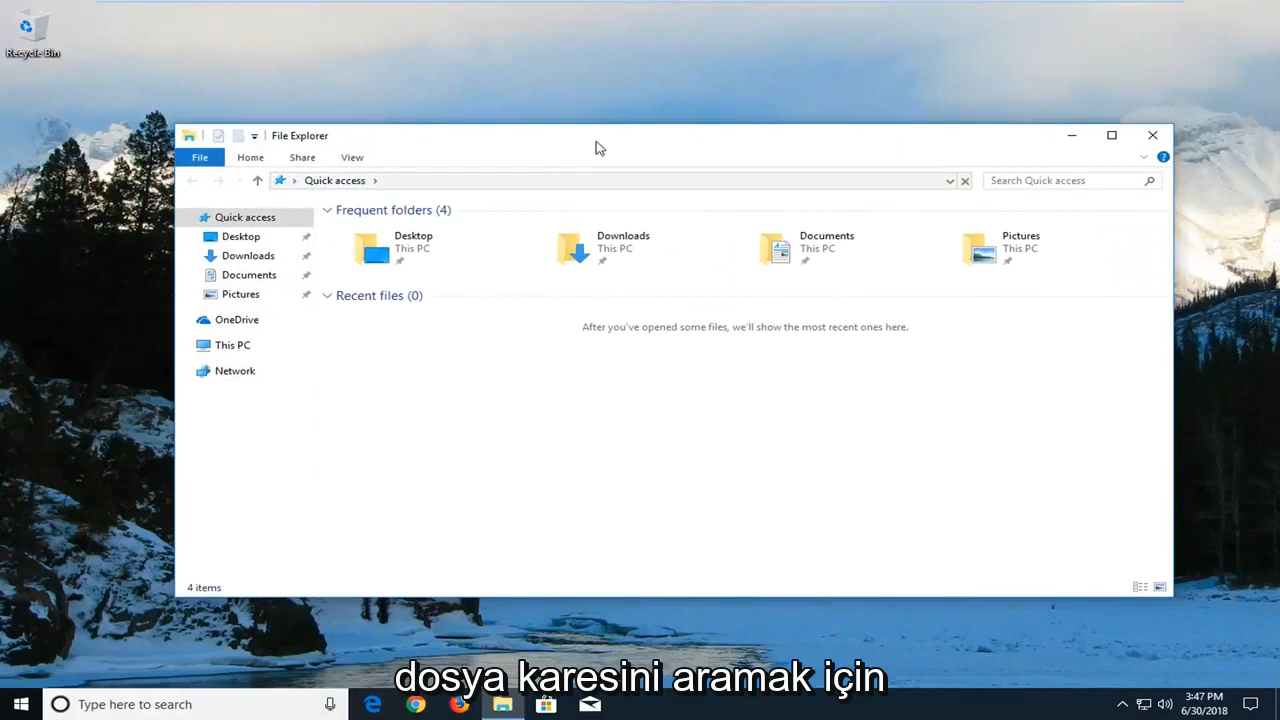 Recycle Bin
File Explorer
File Home Share View
Quick access
Search Quick access
Quick access
Desktop
Downloads
Documents
Pictures
OneDrive
This PC
Network
Frequent folders (4)
Desktop
This PC
Downloads
This PC
Documents
This PC
Pictures
This PC
Recent files (0)
After you've opened some files, we'll show the most recent ones here.
4 items
dosya karesini aramak için
Type here to search
3:47 PM
6/30/2018